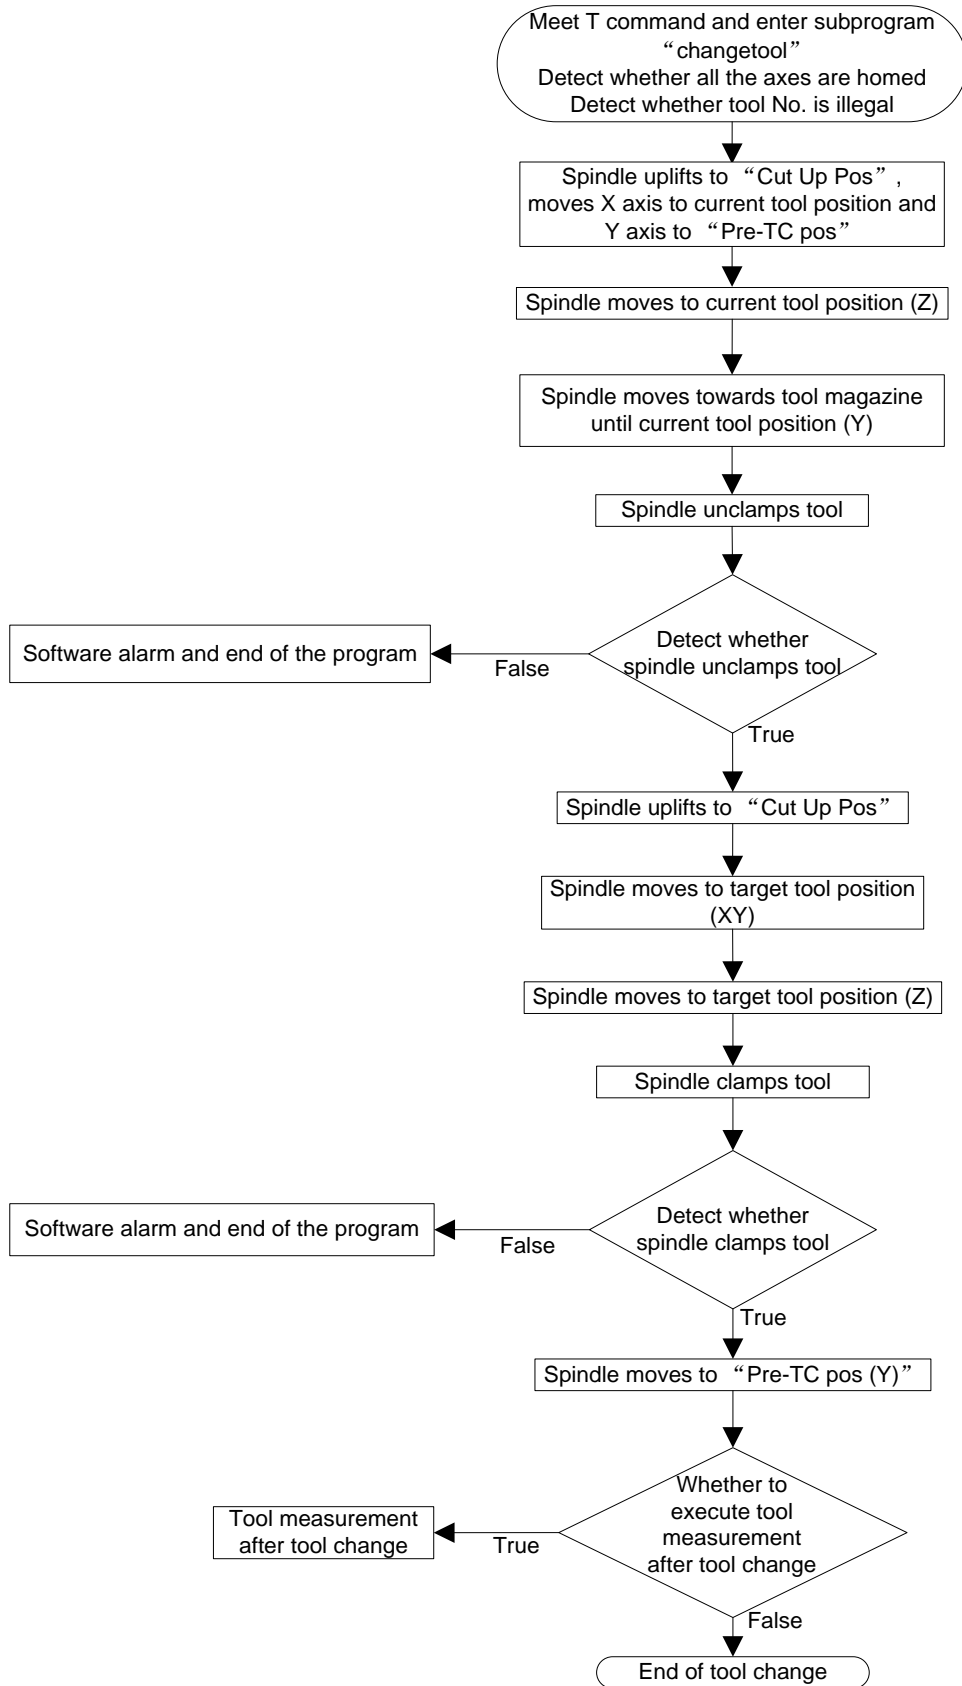 Meet T command and enter subprogram
“changetool”
Detect whether all the axes are homed
Detect whether tool No. is illegal
Spindle uplifts to “Cut Up Pos”,
moves X axis to current tool position and
Y axis to “Pre-TC pos”
Spindle moves to current tool position (Z)
Spindle moves towards tool magazine
until current tool position (Y)
Spindle unclamps tool
Detect whether
spindle unclamps tool
False
Software alarm and end of the program
True
Spindle uplifts to “Cut Up Pos”
Spindle moves to target tool position
(XY)
Spindle moves to target tool position (Z)
Spindle clamps tool
Detect whether
spindle clamps tool
False
Software alarm and end of the program
True
Spindle moves to “Pre-TC pos (Y)”
Whether to
execute tool
measurement
after tool change
True
Tool measurement
after tool change
False
End of tool change